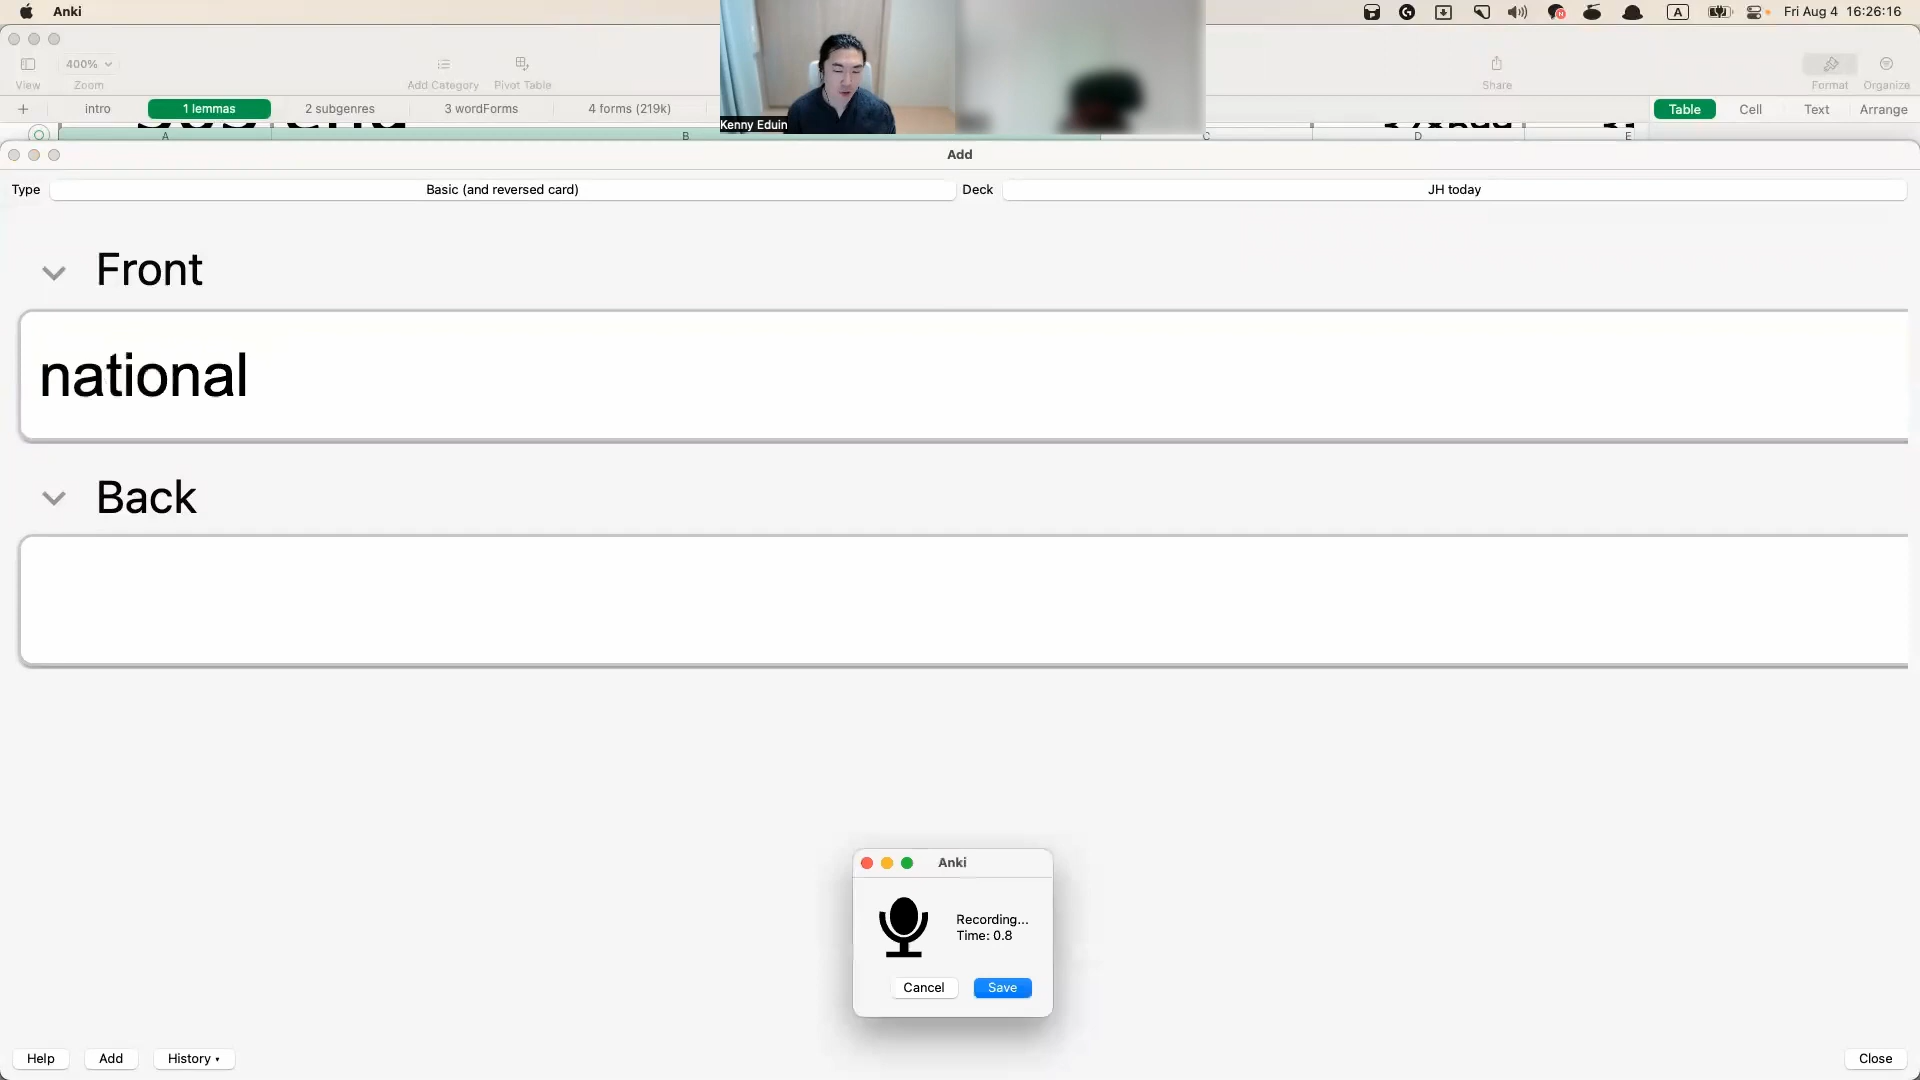 Anki
Fri Aug 4 16:26:16
400%
View
Zoom
Add Category
Pivot Table
Share
Format
Organize
intro
1 lemmas
2 subgenres
3 wordForms
4 forms (219k)
Table
Cell
Text
Arrange
Kenny Eduin
A
B
C
D
E
Add
Type
Basic (and reversed card)
Deck
JH today
Front
national
Back
Anki
Recording...
Time: 0.8
Cancel
Save
Help
Add
History
Close